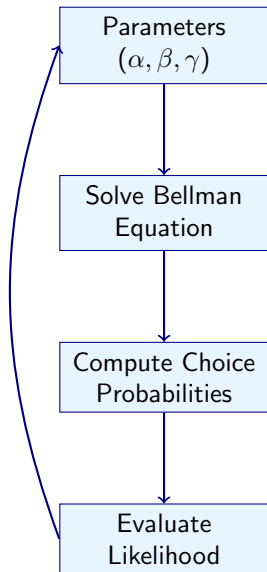 Parameters
(α, β, γ)
Solve Bellman
Equation
Compute Choice
Probabilities
Evaluate
Likelihood